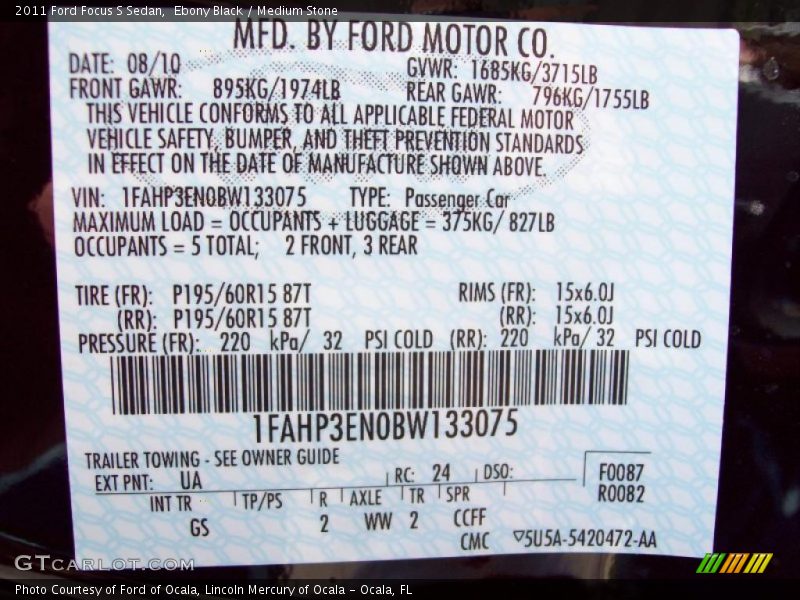 2011 Ford Focus S Sedan,  Ebony Black / Medium Stone
MFD. BY FORD MOTOR CO.
DATE: 08/10 GVWR: 1685KG/3715LB
FRONT GAWR: 895KG/1974LB REAR GAWR: 796KG/1755LB
THIS VEHICLE CONFORMS TO ALL APPLICABLE FEDERAL MOTOR
VEHICLE SAFETY, BUMPER, AND THEFT PREVENTION STANDARDS
IN EFFECT ON THE DATE OF MANUFACTURE SHOWN ABOVE.
VIN: 1FAHP3EN0BW133075 TYPE: Passenger Car
MAXIMUM LOAD = OCCUPANTS + LUGGAGE = 375KG/ 827LB
OCCUPANTS = 5 TOTAL; 2 FRONT, 3 REAR
TIRE (FR): P195/60R15 87T RIMS (FR): 15x6.0J
(RR): P195/60R15 87T (RR): 15x6.0J
PRESSURE (FR): 220 kPa/ 32 PSI COLD (RR): 220 kPa/ 32 PSI COLD
1FAHP3EN0BW133075
TRAILER TOWING - SEE OWNER GUIDE
EXT PNT: UA RC: 24 DSO: F0087
R0082
INT TR TP/PS R AXLE TR SPR
GS 2 WW 2 CCFF
CMC ▽5U5A-5420472-AA
GTCARLOT.COM
Photo Courtesy of Ford of Ocala, Lincoln Mercury of Ocala – Ocala, FL